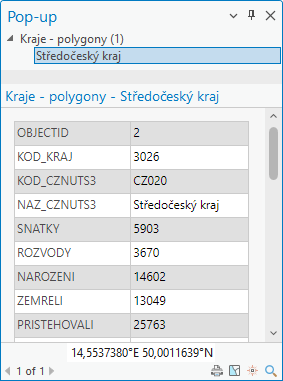 Pop-up
Kraje - polygony (1)
Středočeský kraj
Kraje - polygony - Středočeský kraj
OBJECTID 2
KOD_KRAJ 3026
KOD_CZNUTS3 CZ020
NAZ_CZNUTS3 Středočeský kraj
SNATKY 5903
ROZVODY 3670
NAROZENI 14602
ZEMRELI 13049
PRISTEHOVALI 25763
14,5537380°E 50,0011639°N
1 of 1